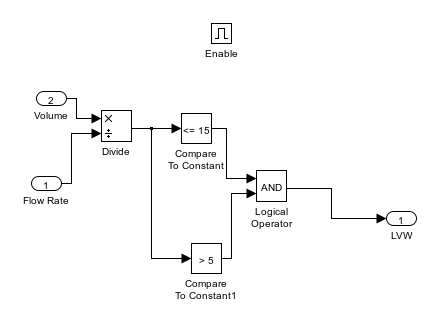 Enable
2
Volume
×
÷
Divide
<= 15
Compare
To Constant
1
Flow Rate
AND
Logical
Operator
1
LVW
> 5
Compare
To Constant1